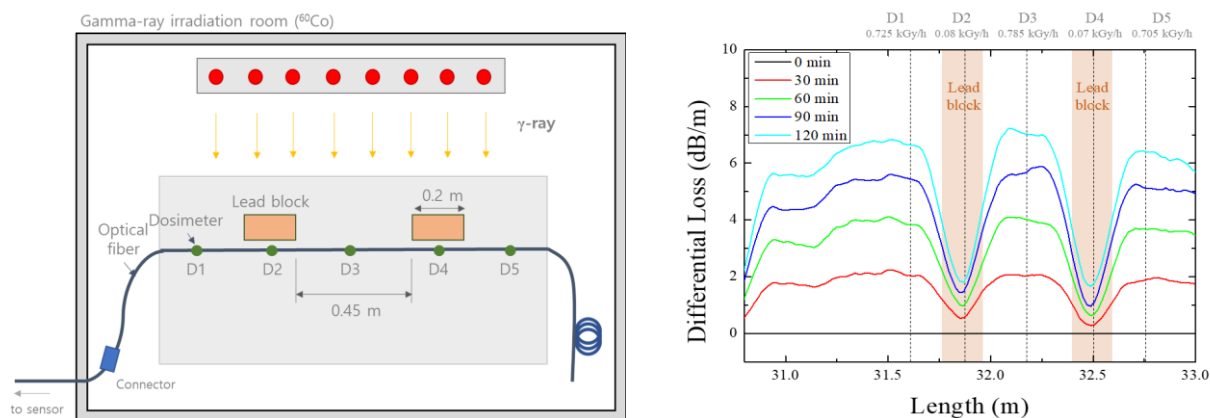 Gamma-ray irradiation room (⁶⁰Co)
γ-ray
Lead block
0.2 m
Dosimeter
Optical
fiber
D1
D2
D3
D4
D5
0.45 m
Connector
to sensor
D1 D2 D3 D4 D5
0.725 kGy/h 0.08 kGy/h 0.785 kGy/h 0.07 kGy/h 0.705 kGy/h
10
8
6
4
2
0
0 min
30 min
60 min
90 min
120 min
Lead
block
Lead
block
Differential Loss (dB/m)
31.0 31.5 32.0 32.5 33.0
Length (m)